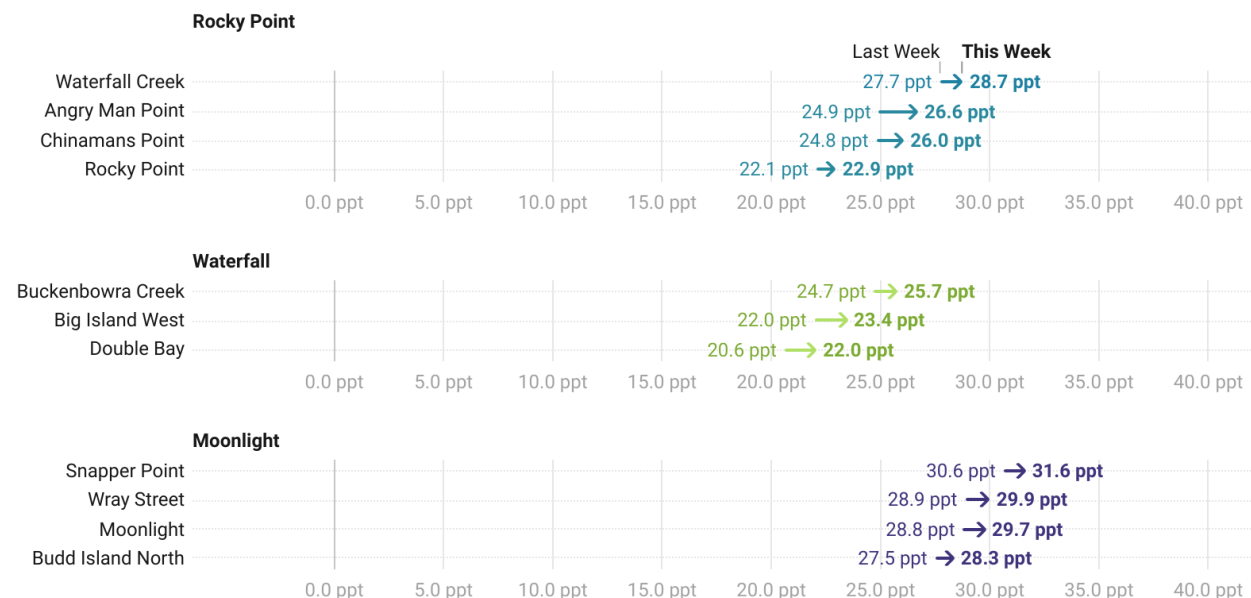 Rocky Point
Last Week This Week
Waterfall Creek 27.7 ppt 28.7 ppt
Angry Man Point 24.9 ppt 26.6 ppt
Chinamans Point 24.8 ppt 26.0 ppt
Rocky Point 22.1 ppt 22.9 ppt
0.0 ppt 5.0 ppt 10.0 ppt 15.0 ppt 20.0 ppt 25.0 ppt 30.0 ppt 35.0 ppt 40.0 ppt
Waterfall
Buckenbowra Creek 24.7 ppt 25.7 ppt
Big Island West 22.0 ppt 23.4 ppt
Double Bay 20.6 ppt 22.0 ppt
0.0 ppt 5.0 ppt 10.0 ppt 15.0 ppt 20.0 ppt 25.0 ppt 30.0 ppt 35.0 ppt 40.0 ppt
Moonlight
Snapper Point 30.6 ppt 31.6 ppt
Wray Street 28.9 ppt 29.9 ppt
Moonlight 28.8 ppt 29.7 ppt
Budd Island North 27.5 ppt 28.3 ppt
0.0 ppt 5.0 ppt 10.0 ppt 15.0 ppt 20.0 ppt 25.0 ppt 30.0 ppt 35.0 ppt 40.0 ppt